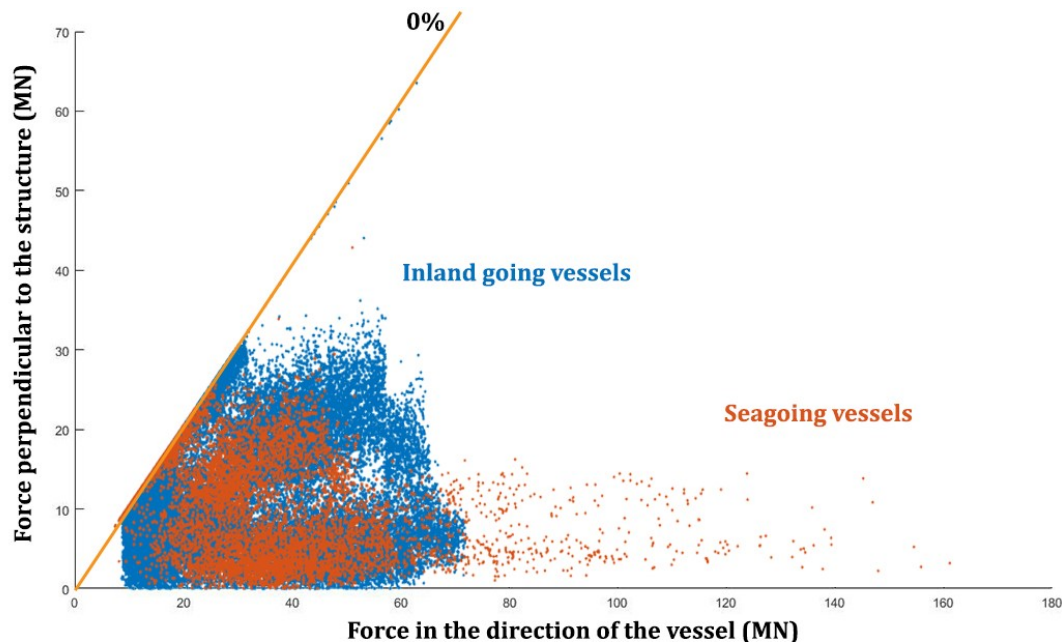 0%
70
60
50
40
30
20
10
0
Force perpendicular to the structure (MN)
Inland going vessels
Seagoing vessels
0 20 40 60 80 100 120 140 160 180
Force in the direction of the vessel (MN)